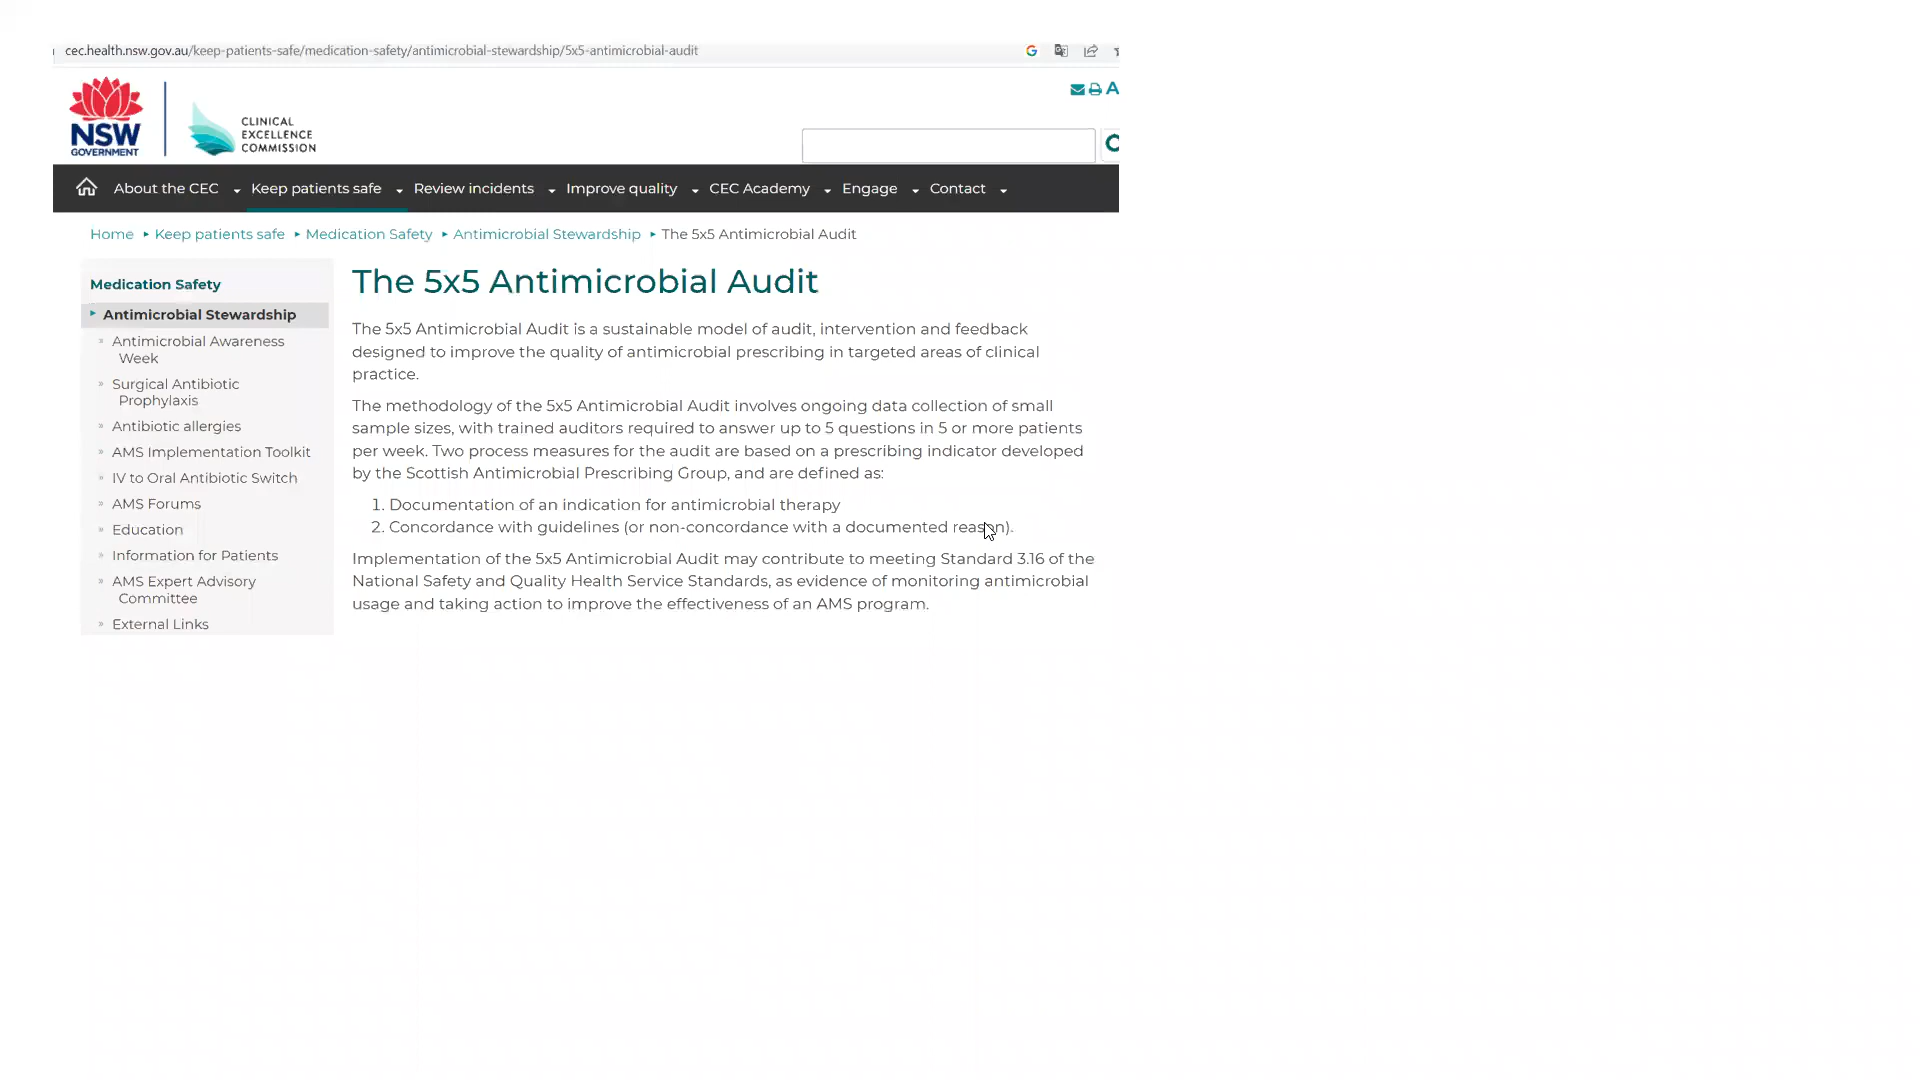 cec.health.nsw.gov.au/keep-patients-safe/medication-safety/antimicrobial-stewardship/5x5-antimicrobial-audit
NSW
GOVERNMENT
CLINICAL
EXCELLENCE
COMMISSION
A
About the CEC
Keep patients safe
Review incidents
Improve quality
CEC Academy
Engage
Contact
Home ▸ Keep patients safe ▸ Medication Safety ▸ Antimicrobial Stewardship ▸ The 5x5 Antimicrobial Audit
Medication Safety
Antimicrobial Stewardship
Antimicrobial Awareness
Week
Surgical Antibiotic
Prophylaxis
Antibiotic allergies
AMS Implementation Toolkit
IV to Oral Antibiotic Switch
AMS Forums
Education
Information for Patients
AMS Expert Advisory
Committee
External Links
The 5x5 Antimicrobial Audit
The 5x5 Antimicrobial Audit is a sustainable model of audit, intervention and feedback
designed to improve the quality of antimicrobial prescribing in targeted areas of clinical
practice.
The methodology of the 5x5 Antimicrobial Audit involves ongoing data collection of small
sample sizes, with trained auditors required to answer up to 5 questions in 5 or more patients
per week. Two process measures for the audit are based on a prescribing indicator developed
by the Scottish Antimicrobial Prescribing Group, and are defined as:
1. Documentation of an indication for antimicrobial therapy
2. Concordance with guidelines (or non-concordance with a documented reason).
Implementation of the 5x5 Antimicrobial Audit may contribute to meeting Standard 3.16 of the
National Safety and Quality Health Service Standards, as evidence of monitoring antimicrobial
usage and taking action to improve the effectiveness of an AMS program.